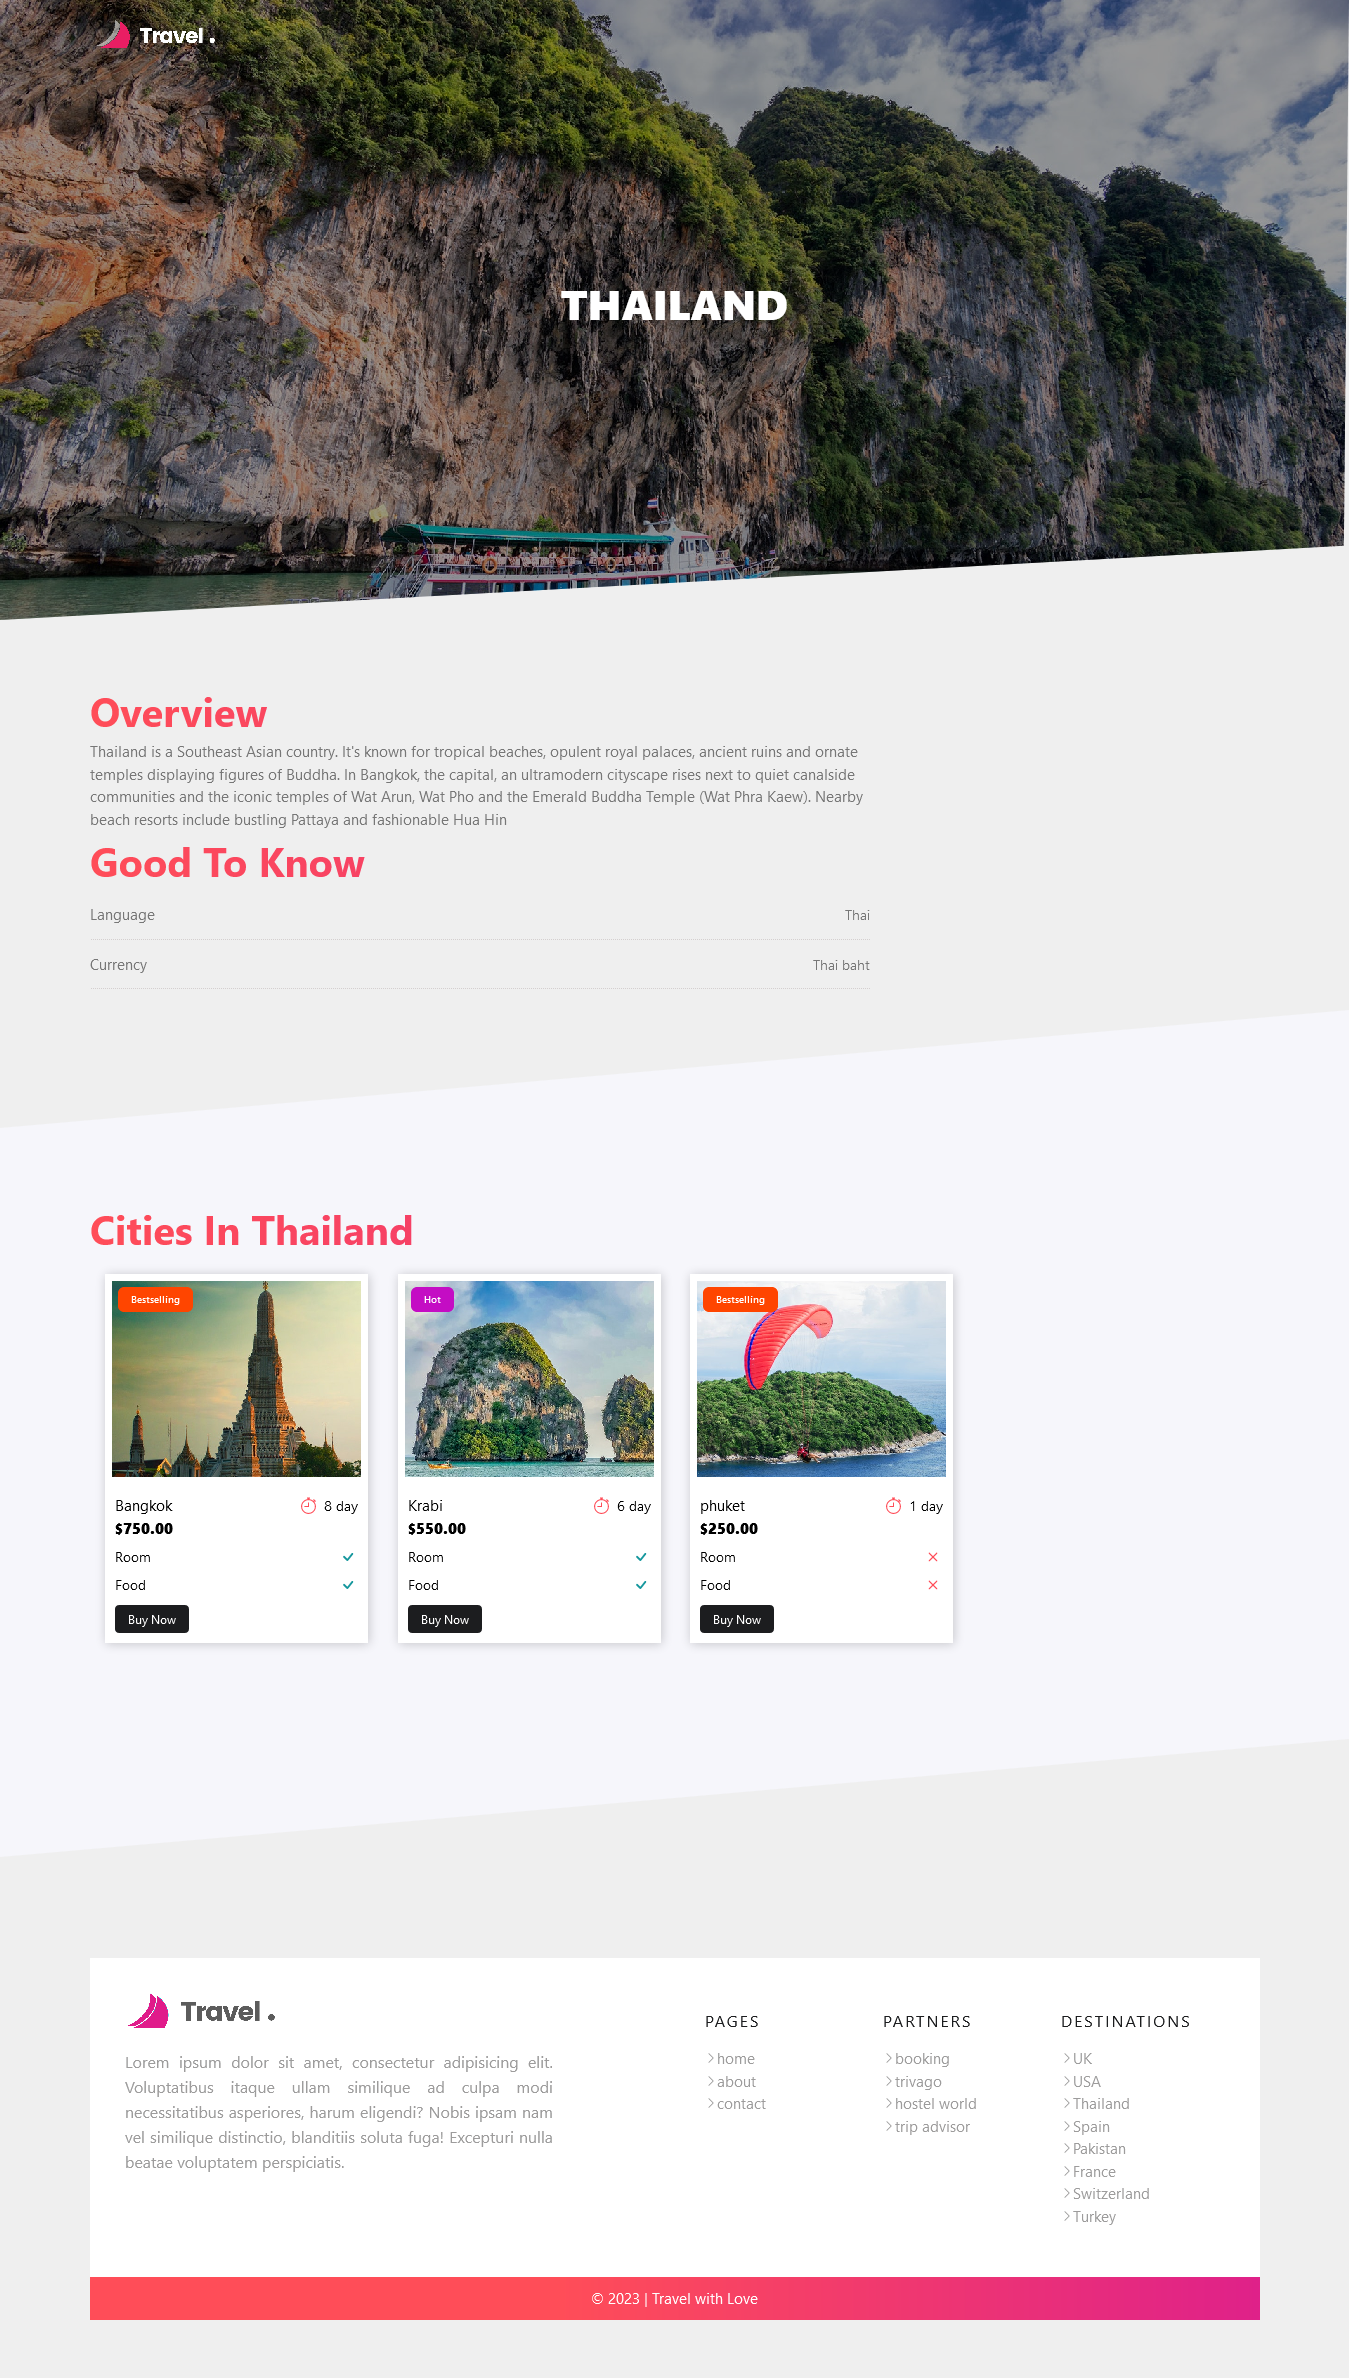 Travel .
THAILAND
Overview
Thailand is a Southeast Asian country. It's known for tropical beaches, opulent royal palaces, ancient ruins and ornate
temples displaying figures of Buddha. In Bangkok, the capital, an ultramodern cityscape rises next to quiet canalside
communities and the iconic temples of Wat Arun, Wat Pho and the Emerald Buddha Temple (Wat Phra Kaew). Nearby
beach resorts include bustling Pattaya and fashionable Hua Hin
Good To Know
Language Thai
Currency Thai baht
Cities In Thailand
Bestselling
Bangkok 8 day
$750.00
Room
Food
Buy Now
Hot
Krabi 6 day
$550.00
Room
Food
Buy Now
Bestselling
phuket 1 day
$250.00
Room
Food
Buy Now
Travel .
Lorem ipsum dolor sit amet, consectetur adipisicing elit.
Voluptatibus itaque ullam similique ad culpa modi
necessitatibus asperiores, harum eligendi? Nobis ipsam nam
vel similique distinctio, blanditiis soluta fuga! Excepturi nulla
beatae voluptatem perspiciatis.
PAGES
home
about
contact
PARTNERS
booking
trivago
hostel world
trip advisor
DESTINATIONS
UK
USA
Thailand
Spain
Pakistan
France
Switzerland
Turkey
© 2023 | Travel with Love